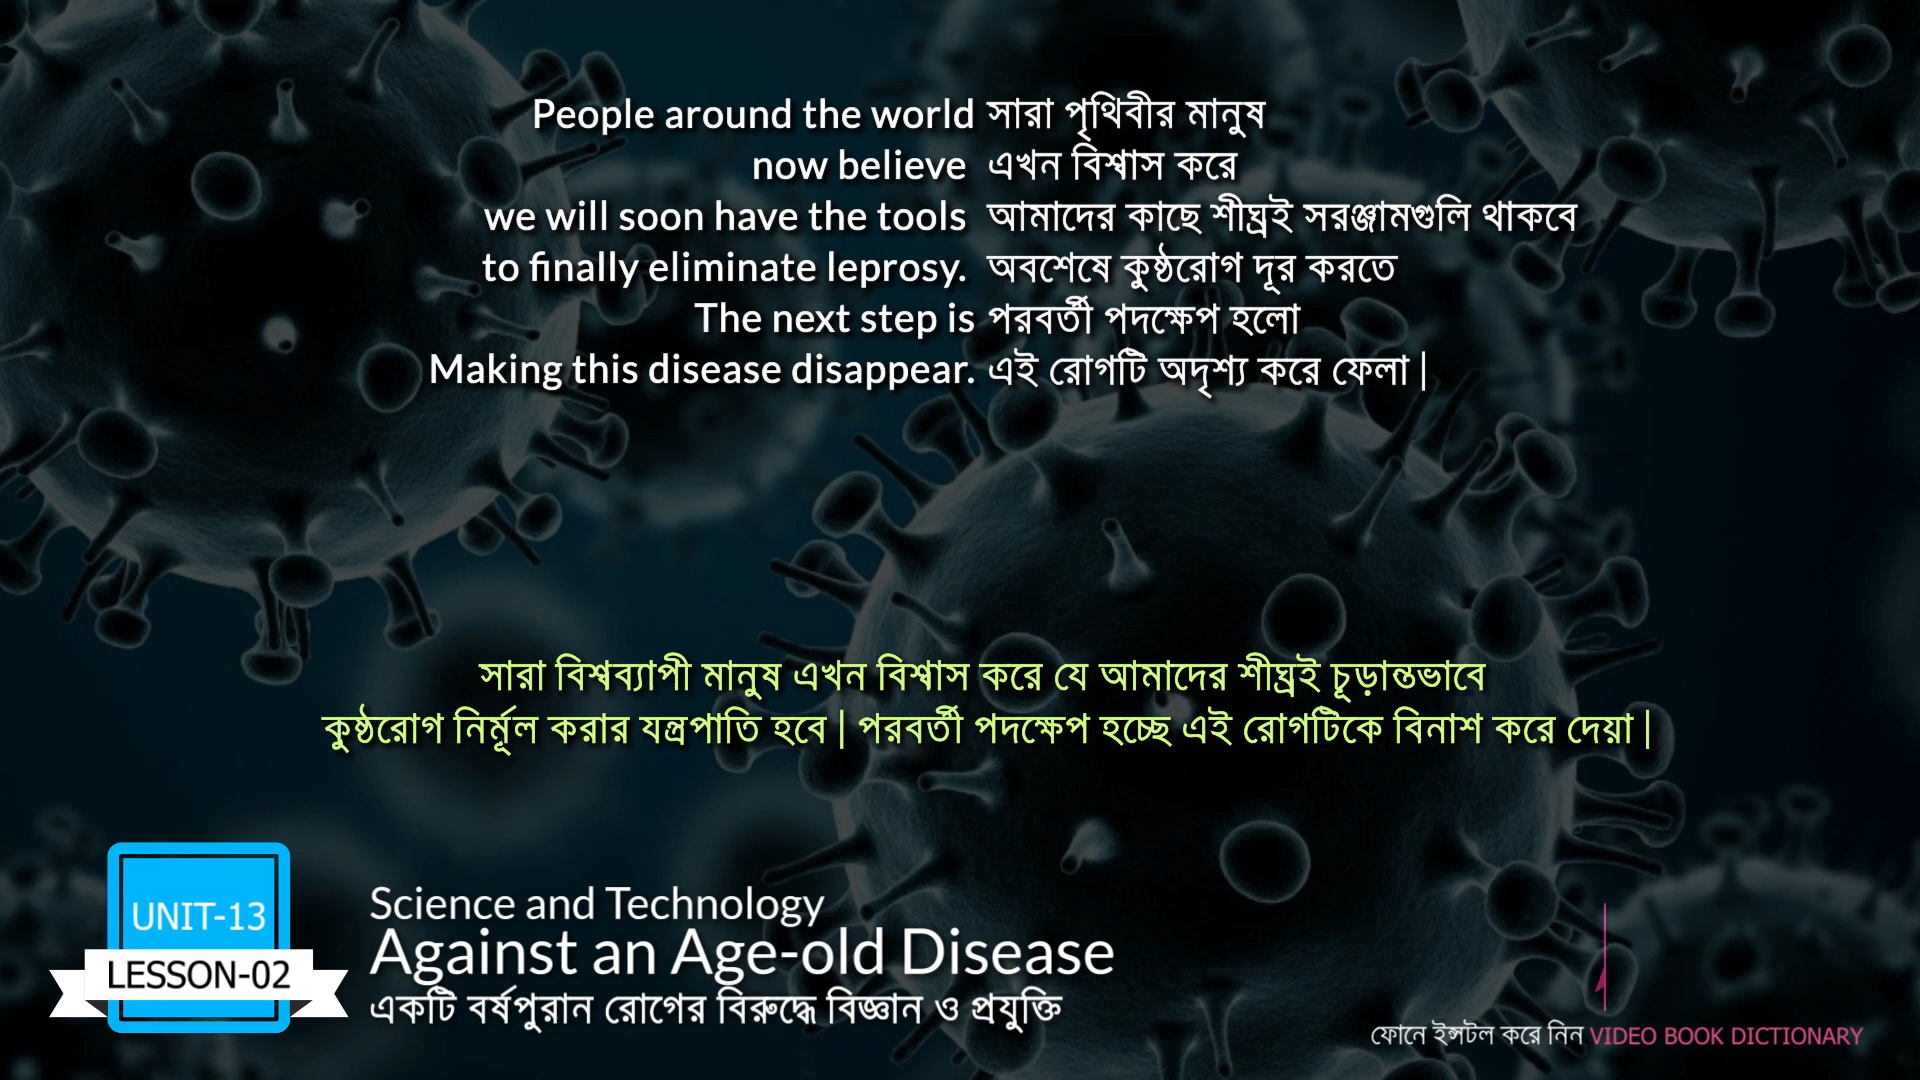 People around the world সারা পৃথিবীর মানুষ
now believe এখন বিশ্বাস করে
we will soon have the tools আমাদের কাছে শীঘ্রই সরঞ্জামগুলি থাকবে
to finally eliminate leprosy. অবশেষে কুষ্ঠরোগ দূর করতে
The next step is পরবর্তী পদক্ষেপ হলো
Making this disease disappear. এই রোগটি অদৃশ্য করে ফেলা|
সারা বিশ্বব্যাপী মানুষ এখন বিশ্বাস করে যে আমাদের শীঘ্রই চূড়ান্তভাবে
কুষ্ঠরোগ নির্মূল করার যন্ত্রপাতি হবে| পরবর্তী পদক্ষেপ হচ্ছে এই রোগটিকে বিনাশ করে দেয়া|
UNIT-13
LESSON-02
Science and Technology
Against an Age-old Disease
একটি বর্ষপুরান রোগের বিরুদ্ধে বিজ্ঞান ও প্রযুক্তি
ফোনে ইন্সটল করে নিন VIDEO BOOK DICTIONARY